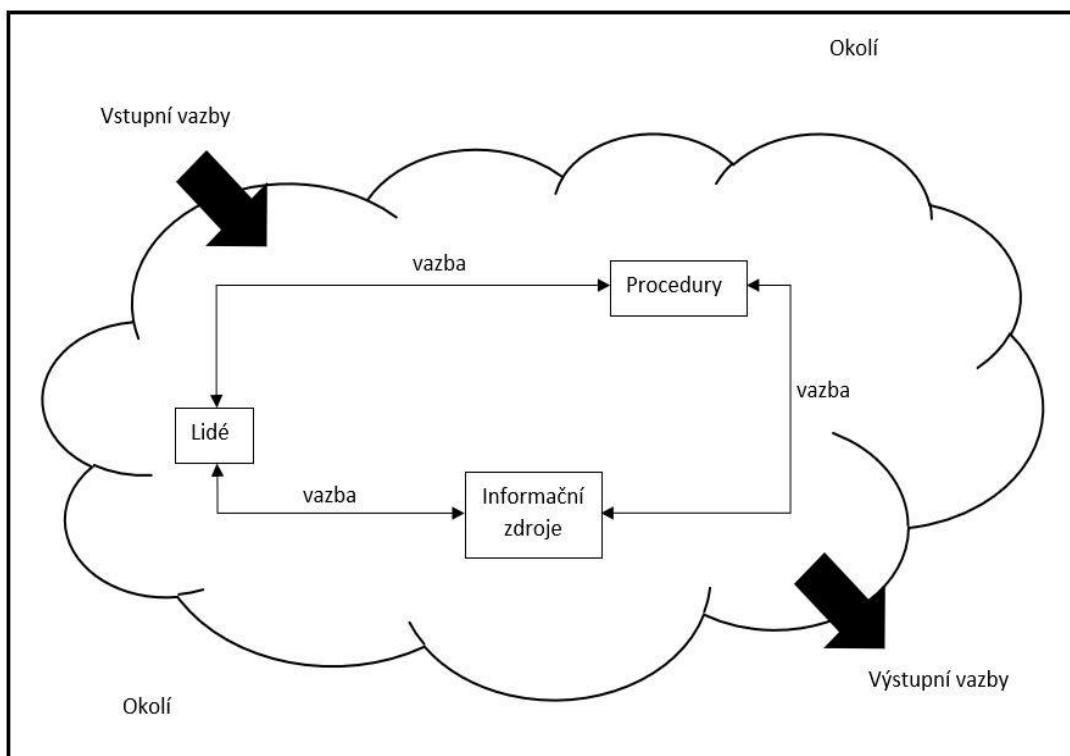 Okolí
Vstupní vazby
vazba
Procedury
vazba
Lidé
vazba
Informační
zdroje
Výstupní vazby
Okolí